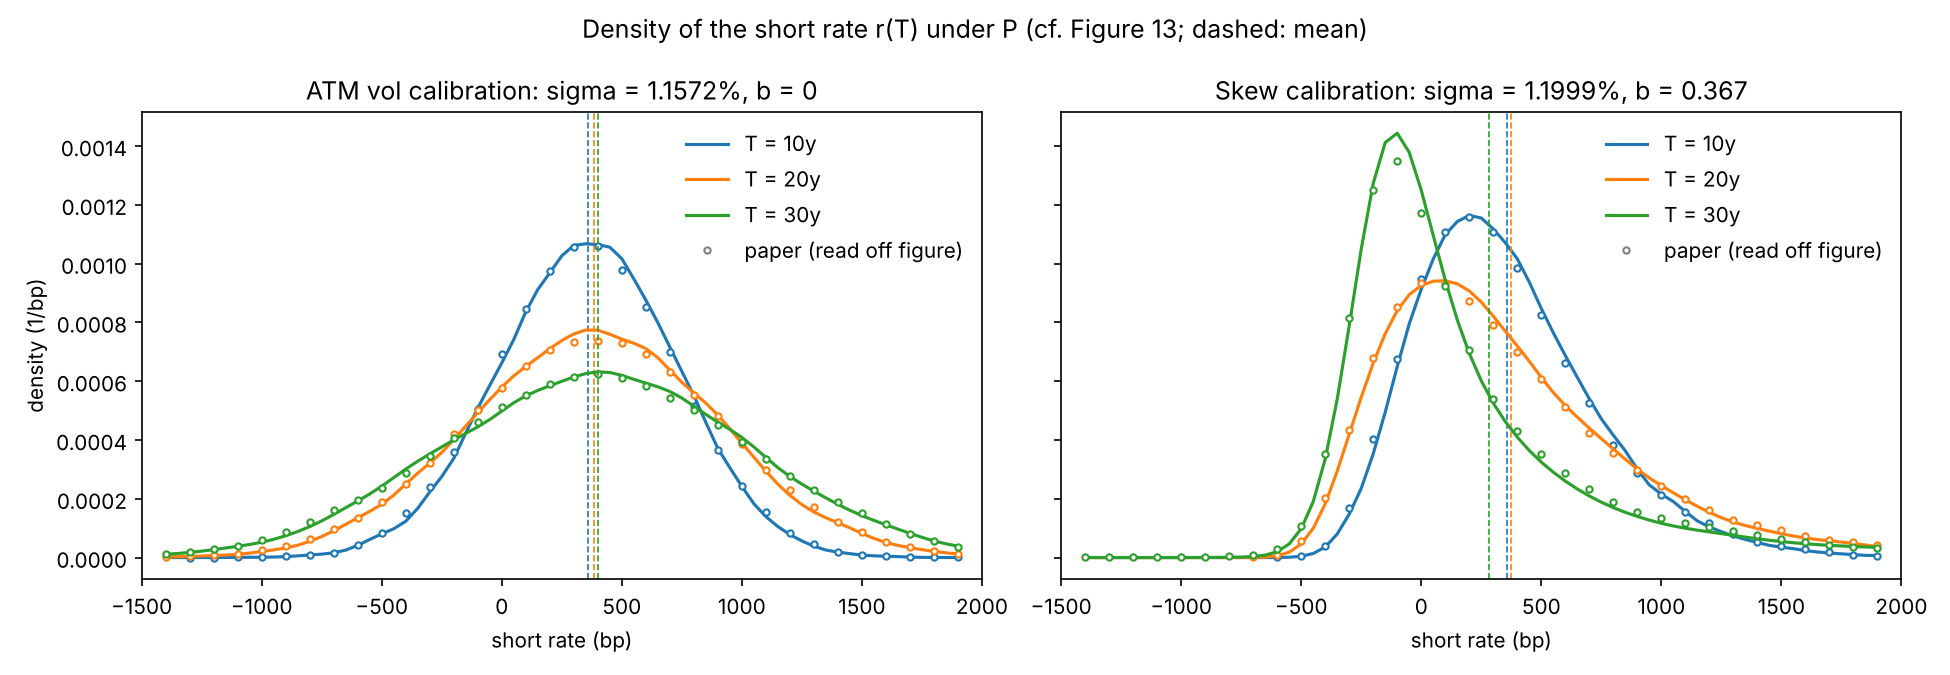 Density of the short rate r(T) under P (cf. Figure 13; dashed: mean)
ATM vol calibration: sigma = 1.1572%, b = 0
density (1/bp)
0.0014
0.0012
0.0010
0.0008
0.0006
0.0004
0.0002
0.0000
T = 10y
T = 20y
T = 30y
paper (read off figure)
−1500 −1000 −500 0 500 1000 1500 2000
short rate (bp)
Skew calibration: sigma = 1.1999%, b = 0.367
T = 10y
T = 20y
T = 30y
paper (read off figure)
−1500 −1000 −500 0 500 1000 1500 2000
short rate (bp)